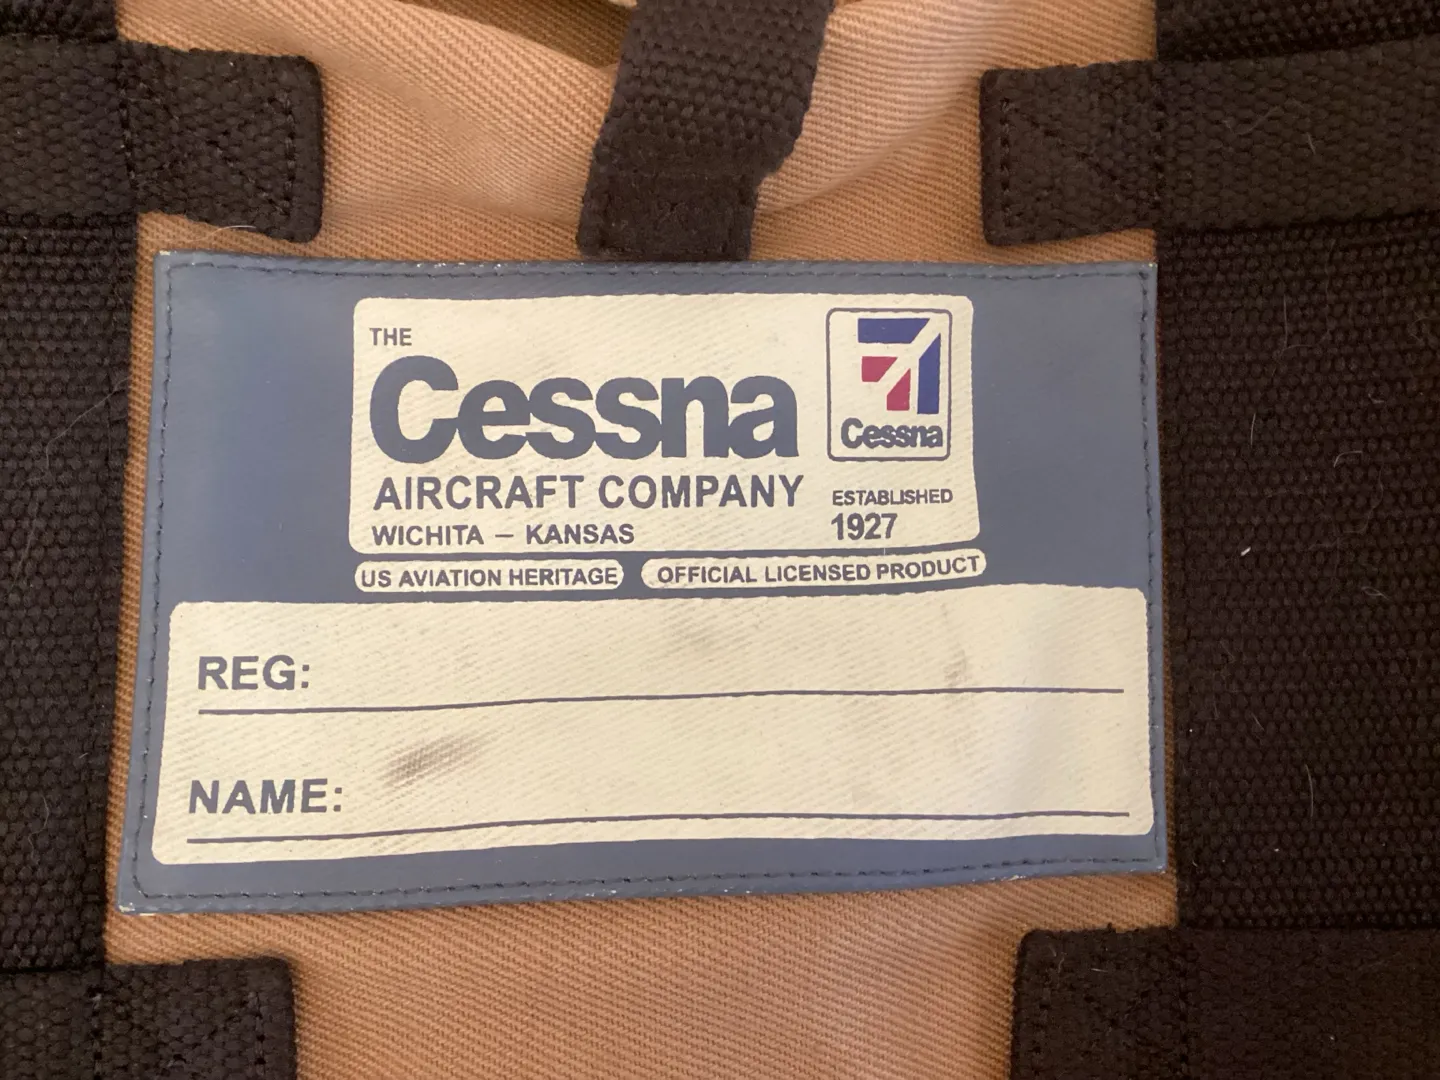 THE
Cessna
AIRCRAFT COMPANY
WICHITA – KANSAS
Cessna
ESTABLISHED
1927
US AVIATION HERITAGE
OFFICIAL LICENSED PRODUCT
REG:
NAME: